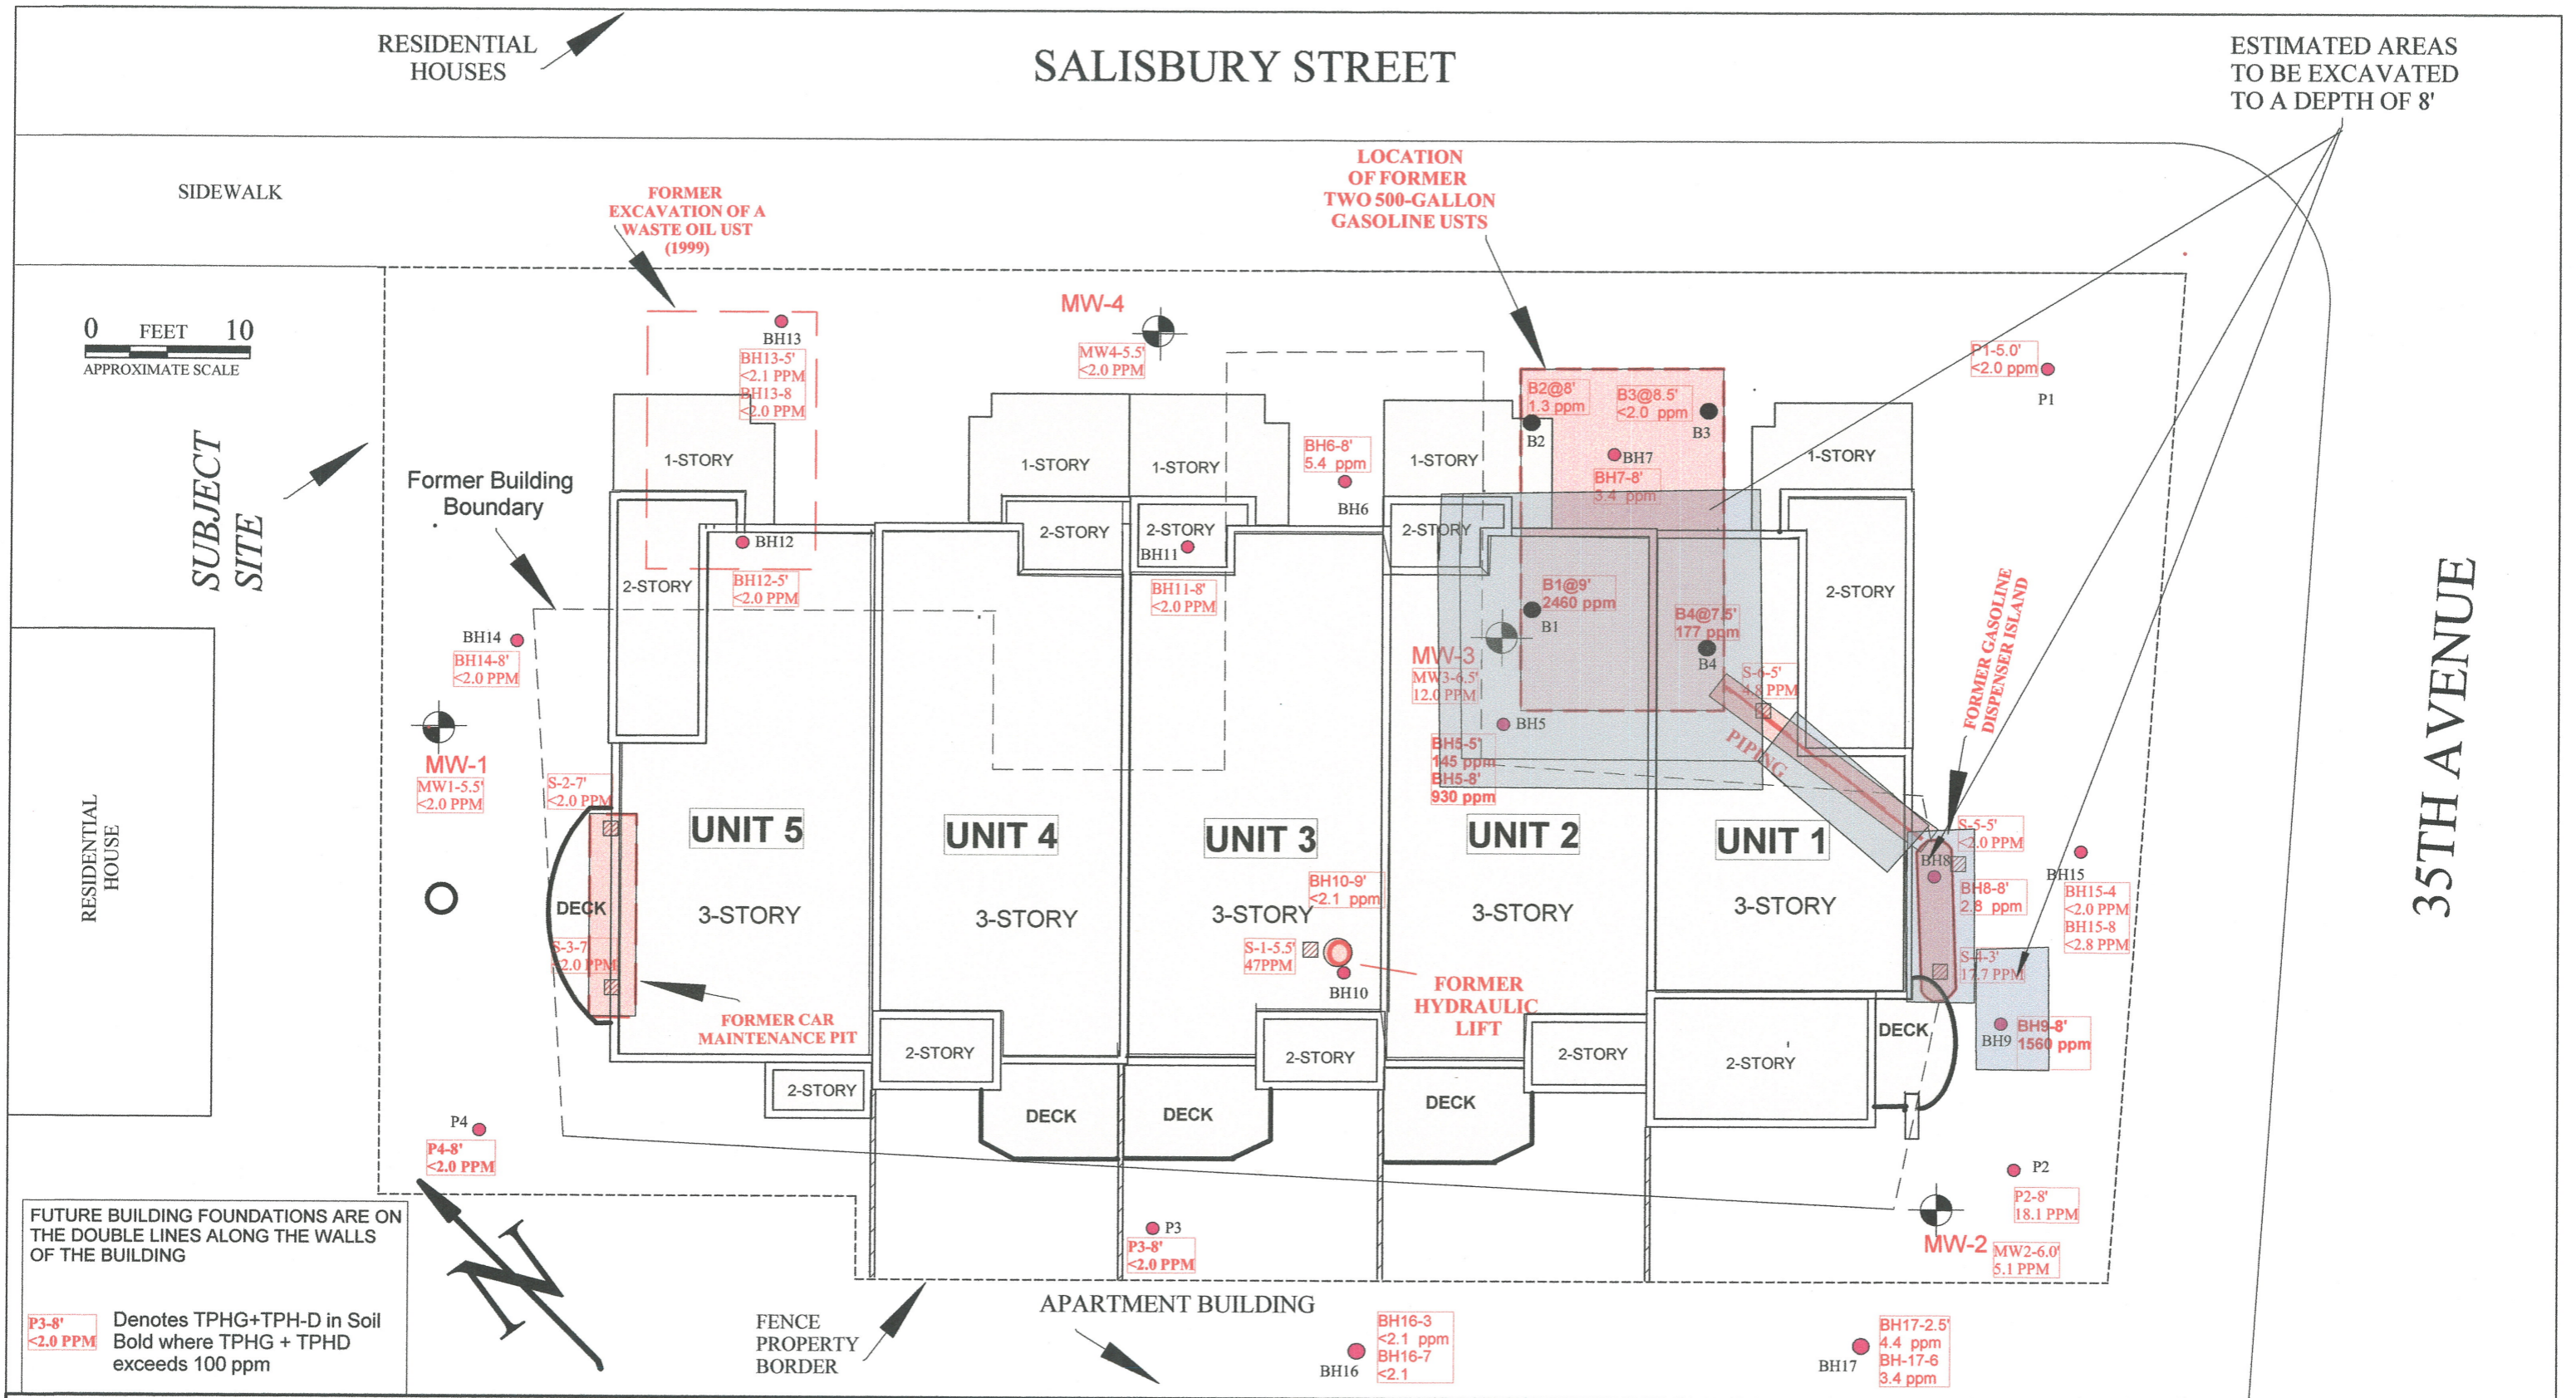 RESIDENTIAL
HOUSES
SALISBURY STREET
ESTIMATED AREAS
TO BE EXCAVATED
TO A DEPTH OF 8'
SIDEWALK
FORMER
EXCAVATION OF A
WASTE OIL UST
(1999)
LOCATION
OF FORMER
TWO 500-GALLON
GASOLINE USTS
0 FEET 10
APPROXIMATE SCALE
SUBJECT
SITE
BH13
BH13-5'
<2.1 PPM
BH13-8
<2.0 PPM
MW-4
MW4-5.5'
<2.0 PPM
B2@8'
1.3 ppm
B2
B3@8.5'
<2.0 ppm
B3
P1-5.0'
<2.0 ppm
P1
BH7
BH7-8'
3.4 ppm
BH6-8'
5.4 ppm
BH6
1-STORY
1-STORY
1-STORY
1-STORY
1-STORY
Former Building
Boundary
2-STORY
2-STORY
2-STORY
2-STORY
2-STORY
BH12
BH12-5'
<2.0 PPM
BH11
BH11-8'
<2.0 PPM
B1@9'
2460 ppm
B1
B4@7.5'
177 ppm
B4
MW-3
MW3-6.5'
12.0 PPM
S-6-5'
4.8 PPM
BH5
BH5-5'
145 ppm
BH5-8'
930 ppm
PIPING
FORMER GASOLINE
DISPENSER ISLAND
35TH AVENUE
BH14
BH14-8'
<2.0 PPM
MW-1
MW1-5.5'
<2.0 PPM
RESIDENTIAL
HOUSE
S-2-7'
<2.0 PPM
DECK
S-3-7
<2.0 PPM
FORMER CAR
MAINTENANCE PIT
UNIT 5
3-STORY
UNIT 4
3-STORY
UNIT 3
3-STORY
UNIT 2
3-STORY
UNIT 1
3-STORY
BH10-9'
<2.1 ppm
S-1-5.5'
47PPM
BH10
FORMER
HYDRAULIC
LIFT
S-5-5'
<2.0 PPM
BH8
BH8-8'
2.8 ppm
BH15
BH15-4
<2.0 PPM
BH15-8
<2.8 PPM
S-4-3'
17.7 PPM
BH9
BH9-8'
1560 ppm
DECK
2-STORY
2-STORY
2-STORY
2-STORY
2-STORY
DECK
DECK
DECK
P4
P4-8'
<2.0 PPM
P2
P2-8'
18.1 PPM
MW-2
MW2-6.0'
5.1 PPM
P3
P3-8'
<2.0 PPM
N
FUTURE BUILDING FOUNDATIONS ARE ON
THE DOUBLE LINES ALONG THE WALLS
OF THE BUILDING
P3-8'
<2.0 PPM
Denotes TPHG+TPH-D in Soil
Bold where TPHG + TPHD
exceeds 100 ppm
FENCE
PROPERTY
BORDER
APARTMENT BUILDING
BH16
BH16-3
<2.1 ppm
BH16-7
<2.1
BH17
BH17-2.5'
4.4 ppm
BH-17-6
3.4 ppm